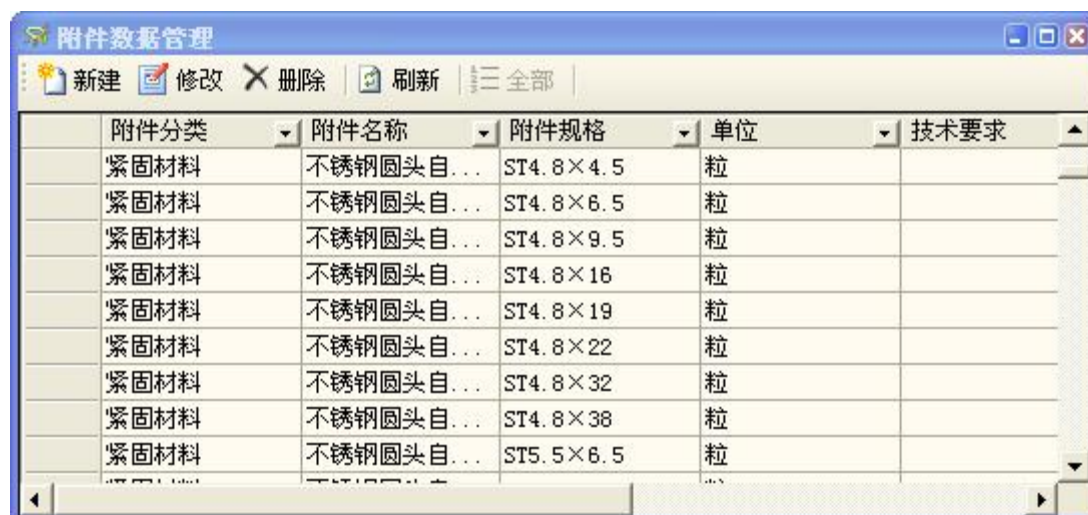 附件数据管理
新建 修改 删除 刷新 全部
附件分类 附件名称 附件规格 单位 技术要求
紧固材料 不锈钢圆头自... ST4.8×4.5 粒
紧固材料 不锈钢圆头自... ST4.8×6.5 粒
紧固材料 不锈钢圆头自... ST4.8×9.5 粒
紧固材料 不锈钢圆头自... ST4.8×16 粒
紧固材料 不锈钢圆头自... ST4.8×19 粒
紧固材料 不锈钢圆头自... ST4.8×22 粒
紧固材料 不锈钢圆头自... ST4.8×32 粒
紧固材料 不锈钢圆头自... ST4.8×38 粒
紧固材料 不锈钢圆头自... ST5.5×6.5 粒